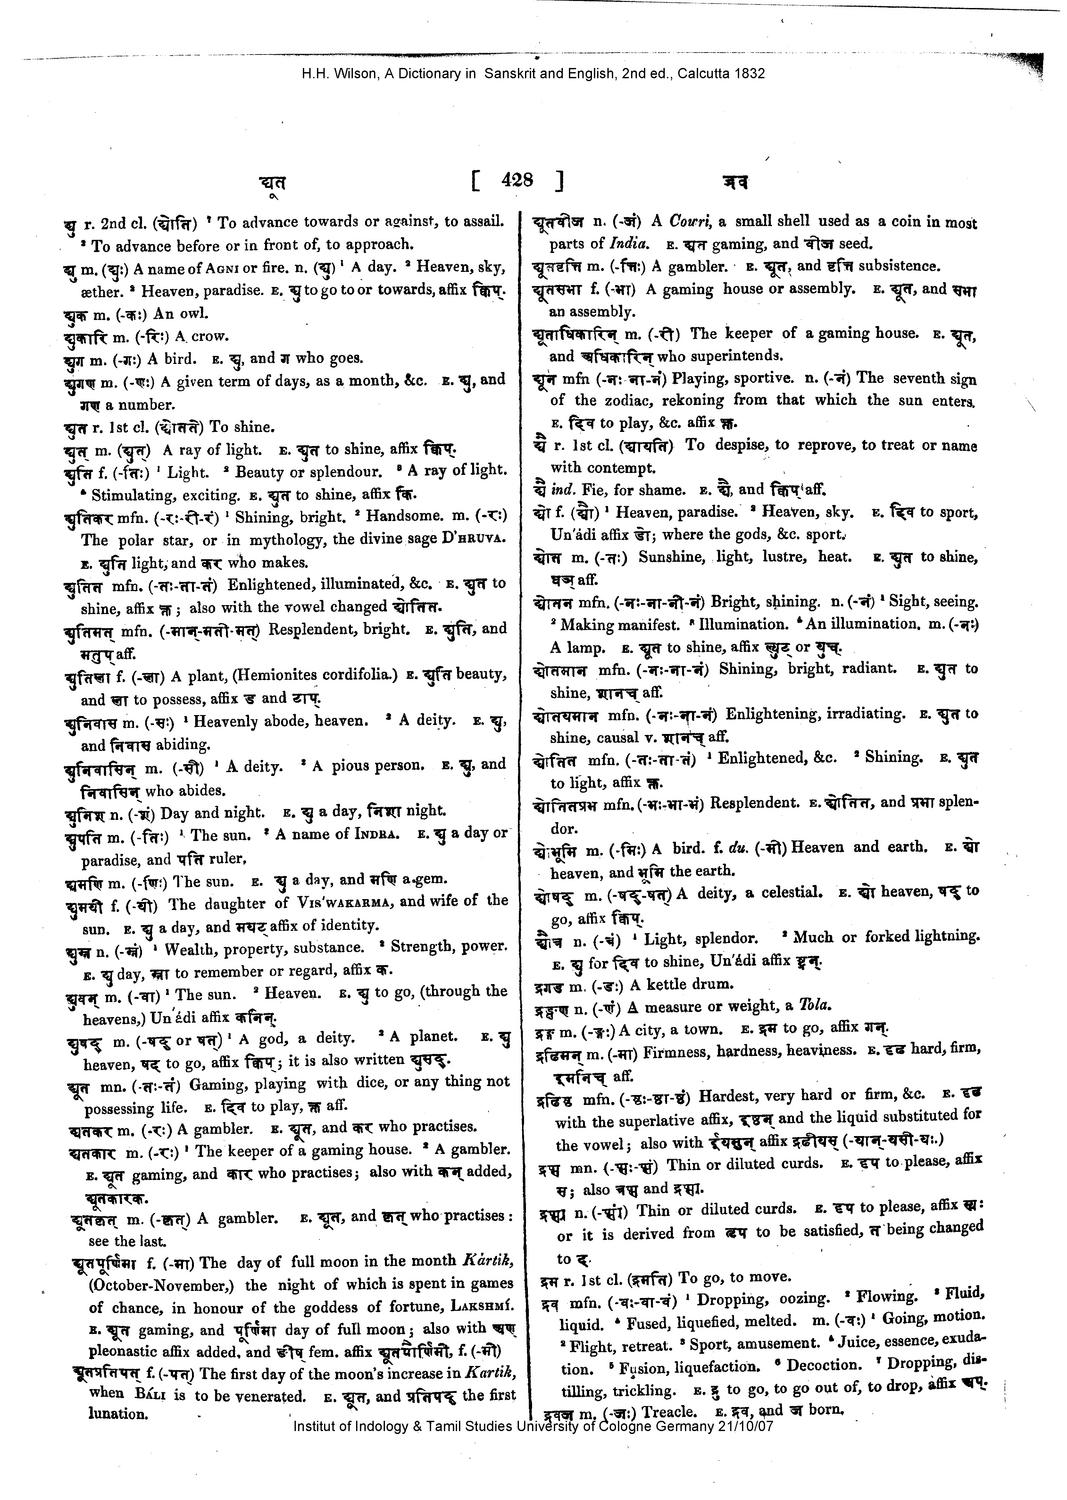 H.H. Wilson, A Dictionary in Sanskrit and English, 2nd ed., Calcutta 1832
द्यूत [ 428 ] द्रव
द्यु r. 2nd cl. (द्यौति) ¹ To advance towards or against, to assail.
² To advance before or in front of, to approach.
द्यु m. (द्युः) A name of AGNI or fire. n. (द्यु) ¹ A day. ² Heaven, sky,
æther. ³ Heaven, paradise. E. द्यु to go to or towards, affix क्विप्.
द्युक m. (-कः) An owl.
द्युकारि m. (-रिः) A crow.
द्युग m. (-गः) A bird. E. द्यु, and ग who goes.
द्युगण m. (-णः) A given term of days, as a month, &c. E. द्यु, and
गण a number.
द्युत r. 1st cl. (द्योतते) To shine.
द्युत् m. (द्युत्) A ray of light. E. द्युत to shine, affix क्विप्.
द्युति f. (-तिः) ¹ Light. ² Beauty or splendour. ³ A ray of light.
⁴ Stimulating, exciting. E. द्युत to shine, affix कि.
द्युतिकर mfn. (-रः-री-रं) ¹ Shining, bright. ² Handsome. m. (-रः)
The polar star, or in mythology, the divine sage D'HRUVA.
E. द्युति light, and कर who makes.
द्युतित mfn. (-तः-ता-तं) Enlightened, illuminated, &c. E. द्युत to
shine, affix क्त; also with the vowel changed द्योतित.
द्युतिमत् mfn. (-मान्-मती-मत्) Resplendent, bright. E. द्युति, and
मतुप् aff.
द्युतिला f. (-ला) A plant, (Hemionites cordifolia.) E. द्युति beauty,
and ला to possess, affix ड and टाप्.
द्युनिवास m. (-सः) ¹ Heavenly abode, heaven. ² A deity. E. द्यु,
and निवास abiding.
द्युनिवासिन् m. (-सी) ¹ A deity. ² A pious person. E. द्यु, and
निवासिन् who abides.
द्युनिश n. (-शं) Day and night. E. द्यु a day, निशा night.
द्युपति m. (-तिः) ¹ The sun. ² A name of INDRA. E. द्यु a day or
paradise, and पति ruler,
द्युमणि m. (-णिः) The sun. E. द्यु a day, and मणि a gem.
द्युमयी f. (-यी) The daughter of VIS'WAKARMA, and wife of the
sun. E. द्यु a day, and मयट् affix of identity.
द्युम्न n. (-म्नं) ¹ Wealth, property, substance. ² Strength, power.
E. द्यु day, म्ना to remember or regard, affix क.
द्युवन् m. (-वा) ¹ The sun. ² Heaven. E. द्यु to go, (through the
heavens,) Un'ádi affix कनिन्.
द्युषद् m. (-षद् or षत्) ¹ A god, a deity. ² A planet. E. द्यु
heaven, षद् to go, affix क्विप्; it is also written द्युसद्.
द्यूत mn. (-तः-तं) Gaming, playing with dice, or any thing not
possessing life. E. दिव to play, क्त aff.
द्यूतकर m. (-रः) A gambler. E. द्यूत, and कर who practises.
द्यूतकार m. (-रः) ¹ The keeper of a gaming house. ² A gambler.
E. द्यूत gaming, and कार who practises; also with कन् added,
द्यूतकारक.
द्यूतकृत् m. (-कृत्) A gambler. E. द्यूत, and कृत् who practises:
see the last.
द्यूतपूर्णिमा f. (-मा) The day of full moon in the month Kártik,
(October-November,) the night of which is spent in games
of chance, in honour of the goddess of fortune, LAKSHMÍ.
E. द्यूत gaming, and पूर्णिमा day of full moon; also with अण
pleonastic affix added, and ङीष् fem. affix द्यूतपौर्णिमी, f. (-मी)
द्यूतप्रतिपत् f. (-पत्) The first day of the moon's increase in Kartik,
when BÁLI is to be venerated. E. द्यूत, and प्रतिपद् the first
lunation.
द्यूतवीज n. (-जं) A Cowri, a small shell used as a coin in most
parts of India. E. द्यूत gaming, and वीज seed.
द्यूतवृत्ति m. (-त्तिः) A gambler. E. द्यूत, and वृत्ति subsistence.
द्यूतसभा f. (-भा) A gaming house or assembly. E. द्यूत, and सभा
an assembly.
द्यूताधिकारिन् m. (-री) The keeper of a gaming house. E. द्यूत,
and अधिकारिन् who superintends.
द्यून mfn (-नः-ना-नं) Playing, sportive. n. (-नं) The seventh sign
of the zodiac, rekoning from that which the sun enters.
E. दिव to play, &c. affix क्त.
द्यै r. 1st cl. (द्यायति) To despise, to reprove, to treat or name
with contempt.
द्यै ind. Fie, for shame. E. द्यै, and क्विप् aff.
द्यो f. (द्यौः) ¹ Heaven, paradise. ² Heaven, sky. E. दिव to sport,
Un'ádi affix डो; where the gods, &c. sport.
द्योत m. (-तः) Sunshine, light, lustre, heat. E. द्युत to shine,
घञ् aff.
द्योतन mfn. (-नः-ना-नी-नं) Bright, shining. n. (-नं) ¹ Sight, seeing.
² Making manifest. ³ Illumination. ⁴ An illumination. m. (-नः)
A lamp. E. द्यूत to shine, affix ल्युट् or युच्.
द्योतमान mfn. (-नः-ना-नं) Shining, bright, radiant. E. द्युत to
shine, शानच् aff.
द्योतयमान mfn. (-नः-ना-नं) Enlightening, irradiating. E. द्युत to
shine, causal v. शानच् aff.
द्योतित mfn. (-तः-ता-तं) ¹ Enlightened, &c. ² Shining. E. द्युत
to light, affix क्त.
द्योतितप्रभ mfn. (-भः-भा-भं) Resplendent. E. द्योतित, and प्रभा splen-
dor.
द्योभूमि m. (-मिः) A bird. f. du. (-मी) Heaven and earth. E. द्यो
heaven, and भूमि the earth.
द्योषद् m. (-षद्-षत्) A deity, a celestial. E. द्यो heaven, षद् to
go, affix क्विप्.
द्यौत्र n. (-त्रं) ¹ Light, splendor. ² Much or forked lightning.
E. द्यु for दिव to shine, Un'ádi affix ष्ट्रन्.
द्रगड m. (-डः) A kettle drum.
द्रङ्क्षण n. (-णं) A measure or weight, a Tola.
द्रङ्ग m. (-ङ्गः) A city, a town. E. द्रम to go, affix गन्.
द्रढिमन् m. (-मा) Firmness, hardness, heaviness. E. दृढ hard, firm,
इमनिच् aff.
द्रढिष्ठ mfn. (-ष्ठः-ष्ठा-ष्ठं) Hardest, very hard or firm, &c. E. दृढ
with the superlative affix, इष्ठन् and the liquid substituted for
the vowel; also with ईयसुन् affix द्रढीयस् (-यान्-यसी-यः.)
द्रप्स mn. (-प्सः-प्सं) Thin or diluted curds. E. दृप to please, affix
स; also त्रप्स and द्रप्स्य.
द्रप्स्य n. (-प्स्यं) Thin or diluted curds. E. दृप to please, affix स्यः
or it is derived from तृप to be satisfied, त being changed
to द्.
द्रम r. 1st cl. (द्रमति) To go, to move.
द्रव mfn. (-वः-वा-वं) ¹ Dropping, oozing. ² Flowing. ³ Fluid,
liquid. ⁴ Fused, liquefied, melted. m. (-वः) ¹ Going, motion.
² Flight, retreat. ³ Sport, amusement. ⁴ Juice, essence, exuda-
tion. ⁵ Fusion, liquefaction. ⁶ Decoction. ⁷ Dropping, dis-
tilling, trickling. E. द्रु to go, to go out of, to drop, affix अप्.
द्रवज m. (-जः) Treacle. E. द्रव, and ज born.
Institut of Indology & Tamil Studies University of Cologne Germany 21/10/07